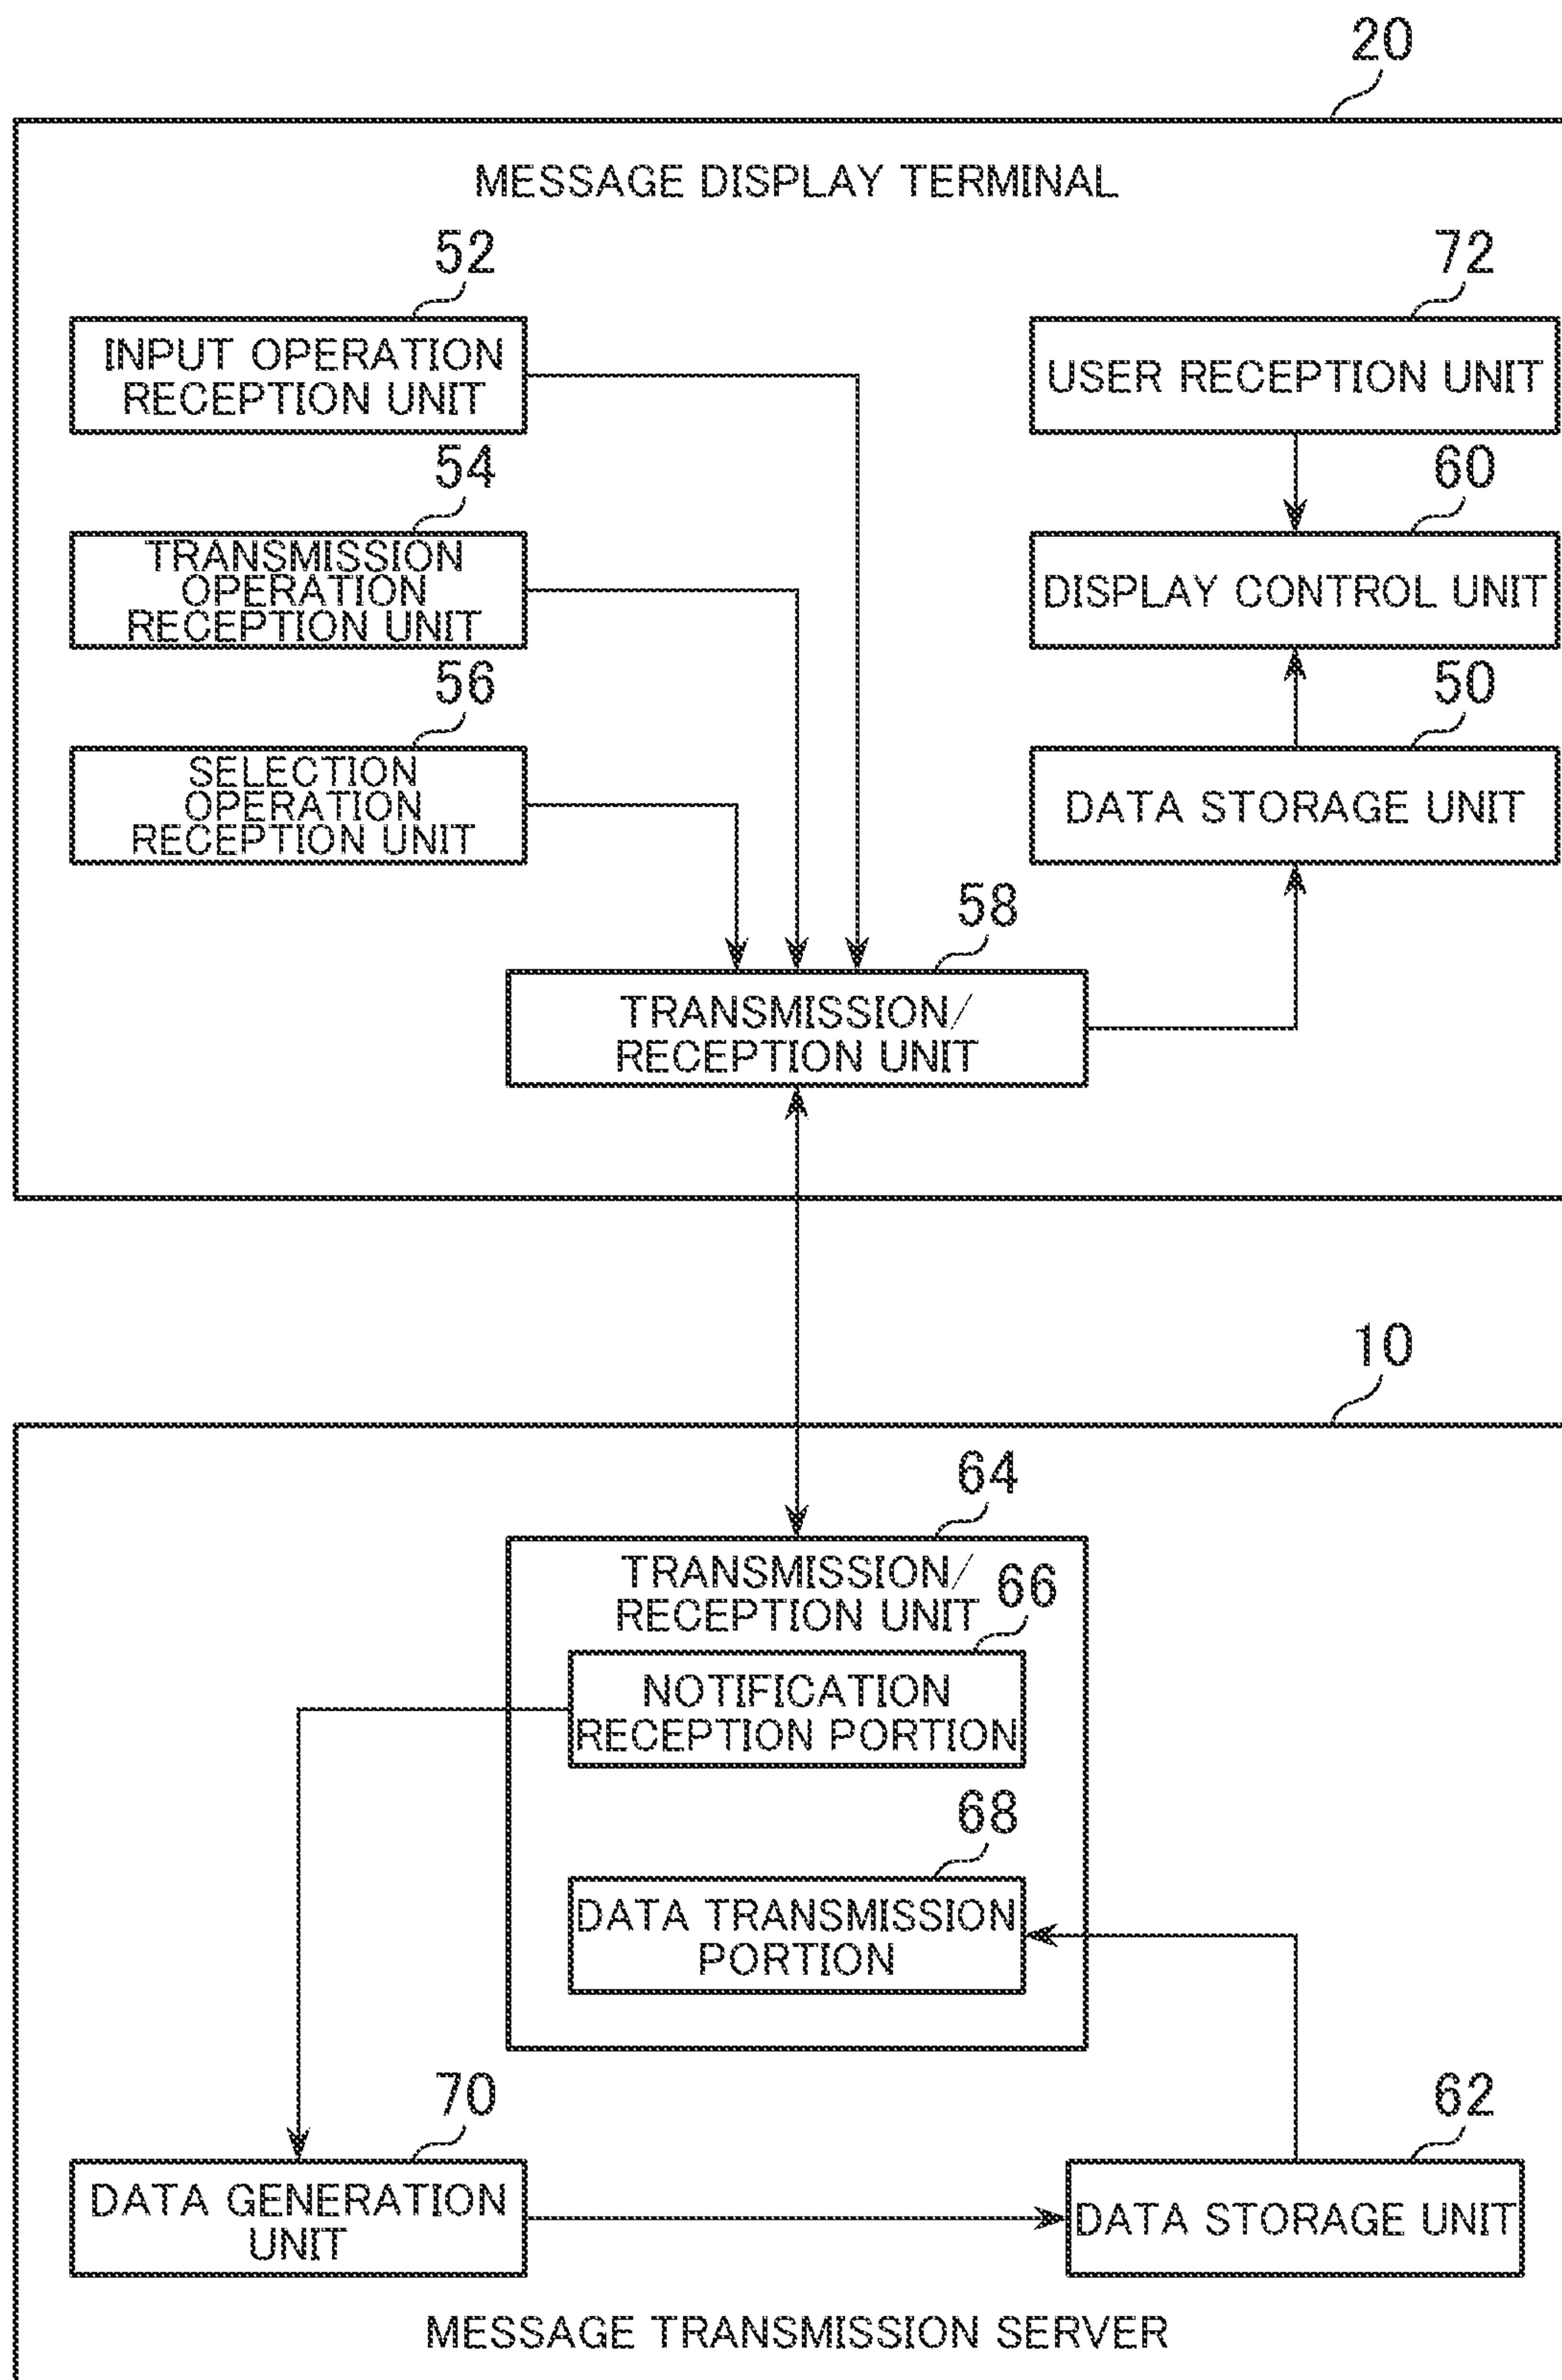 20
MESSAGE DISPLAY TERMINAL
52
INPUT OPERATION
RECEPTION UNIT
72
USER RECEPTION UNIT
54
TRANSMISSION
OPERATION
RECEPTION UNIT
60
DISPLAY CONTROL UNIT
56
SELECTION
OPERATION
RECEPTION UNIT
50
DATA STORAGE UNIT
58
TRANSMISSION/
RECEPTION UNIT
10
64
TRANSMISSION/
RECEPTION UNIT
66
NOTIFICATION
RECEPTION PORTION
68
DATA TRANSMISSION
PORTION
70
DATA GENERATION
UNIT
62
DATA STORAGE UNIT
MESSAGE TRANSMISSION SERVER